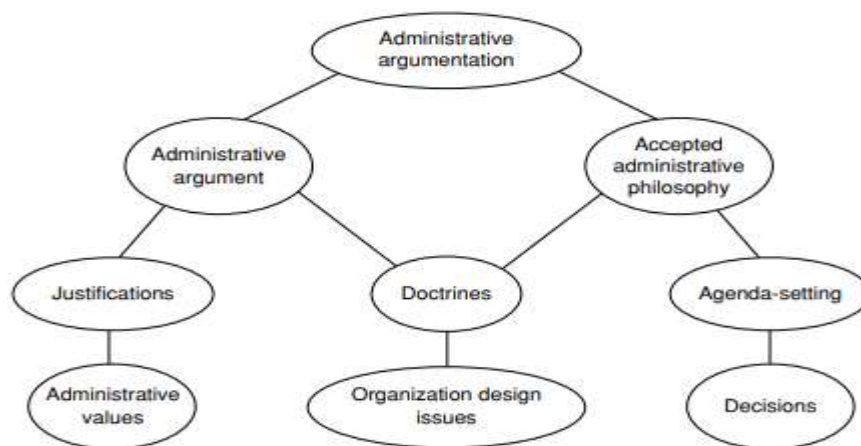 Administrative
argumentation
Administrative
argument
Accepted
administrative
philosophy
Justifications
Doctrines
Agenda-setting
Administrative
values
Organization design
issues
Decisions